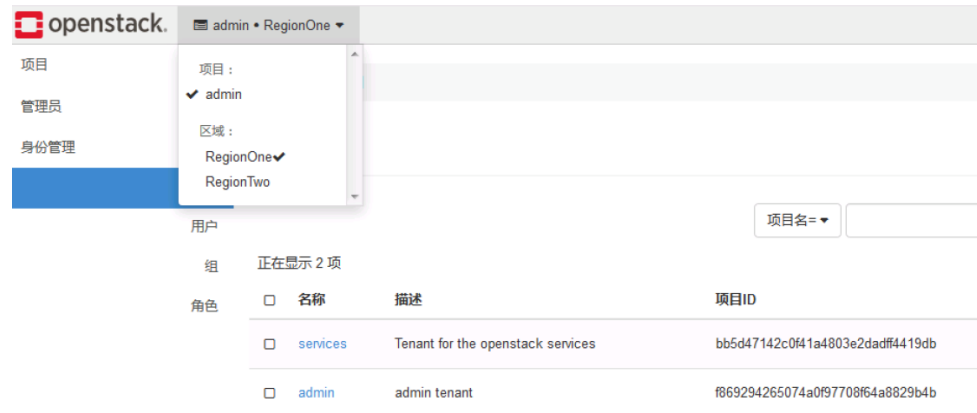 openstack. admin • RegionOne
项目
管理员
身份管理
项目：
admin
区域：
RegionOne
RegionTwo
用户
组
角色
项目名=
正在显示 2 项
名称 描述 项目ID
services Tenant for the openstack services bb5d47142c0f41a4803e2dadff4419db
admin admin tenant f869294265074a0f97708f64a8829b4b